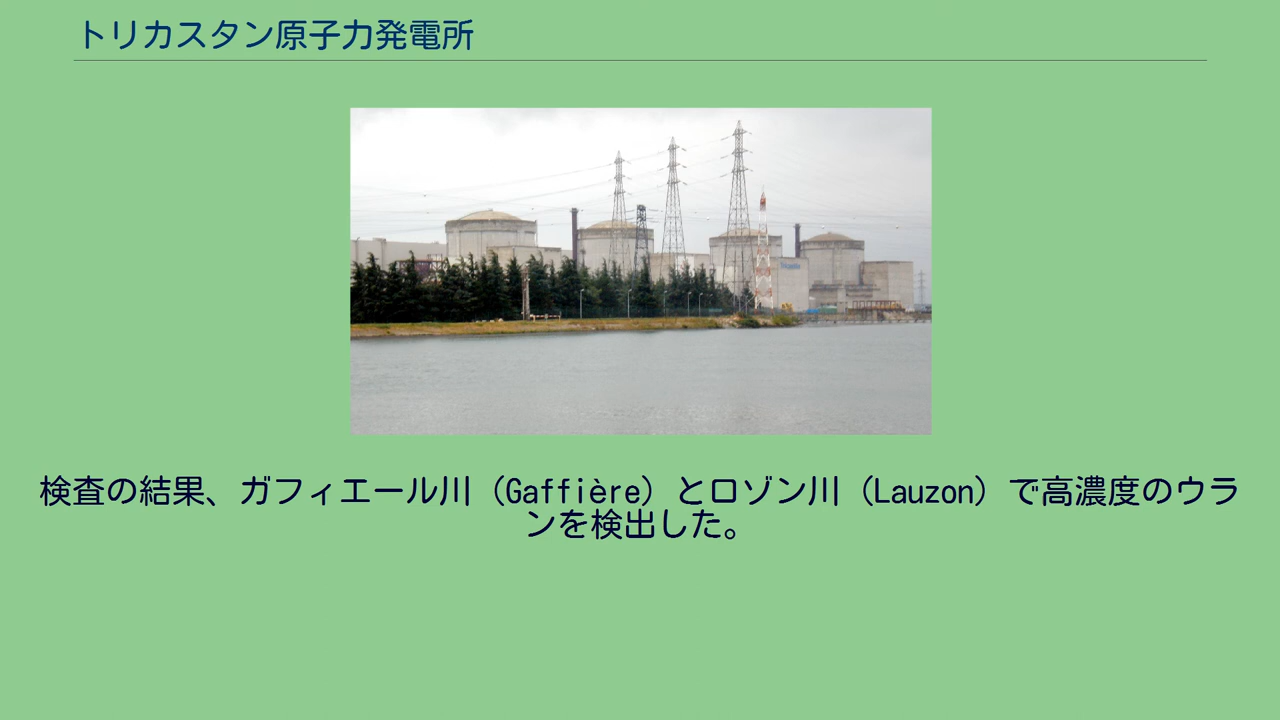 トリカスタン原子力発電所
検査の結果、ガフィエール川（Gaffière）とロゾン川（Lauzon）で高濃度のウラ
ンを検出した。